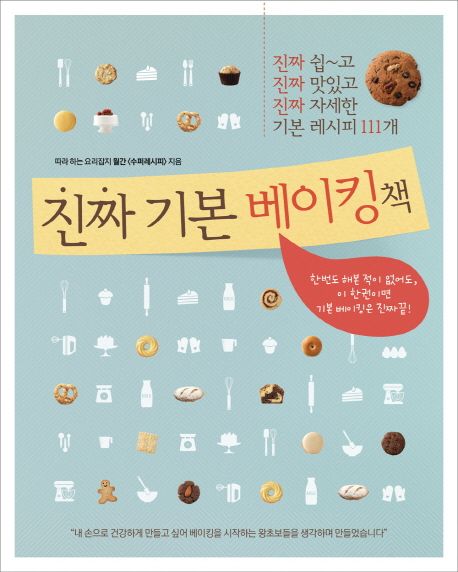 진짜 쉽~고
진짜 맛있고
진짜 자세한
기본 레시피 111개
따라 하는 요리잡지 월간 <수퍼레시피> 지음
진짜 기본 베이킹책
한번도 해본 적이 없어도,
이 한권이면
기본 베이킹은 진짜 끝!
"내 손으로 건강하게 만들고 싶어 베이킹을 시작하는 왕초보들을 생각하며 만들었습니다"